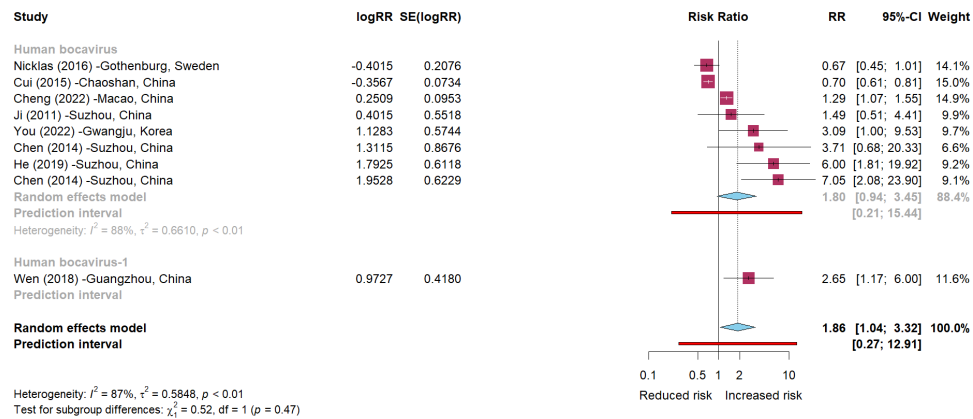 Study logRR SE(logRR) Risk Ratio RR 95%-CI Weight
Human bocavirus
Nicklas (2016) -Gothenburg, Sweden -0.4015 0.2076 0.67 [0.45; 1.01] 14.1%
Cui (2015) -Chaoshan, China -0.3567 0.0734 0.70 [0.61; 0.81] 15.0%
Cheng (2022) -Macao, China 0.2509 0.0953 1.29 [1.07; 1.55] 14.9%
Ji (2011) -Suzhou, China 0.4015 0.5518 1.49 [0.51; 4.41] 9.9%
You (2022) -Gwangju, Korea 1.1283 0.5744 3.09 [1.00; 9.53] 9.7%
Chen (2014) -Suzhou, China 1.3115 0.8676 3.71 [0.68; 20.33] 6.6%
He (2019) -Suzhou, China 1.7925 0.6118 6.00 [1.81; 19.92] 9.2%
Chen (2014) -Suzhou, China 1.9528 0.6229 7.05 [2.08; 23.90] 9.1%
Random effects model 1.80 [0.94; 3.45] 88.4%
Prediction interval [0.21; 15.44]
Heterogeneity: I² = 88%, τ² = 0.6610, p < 0.01
Human bocavirus-1
Wen (2018) -Guangzhou, China 0.9727 0.4180 2.65 [1.17; 6.00] 11.6%
Prediction interval
Random effects model 1.86 [1.04; 3.32] 100.0%
Prediction interval [0.27; 12.91]
0.1 0.5 1 2 10
Reduced risk Increased risk
Heterogeneity: I² = 87%, τ² = 0.5848, p < 0.01
Test for subgroup differences: χ²₁ = 0.52, df = 1 (p = 0.47)